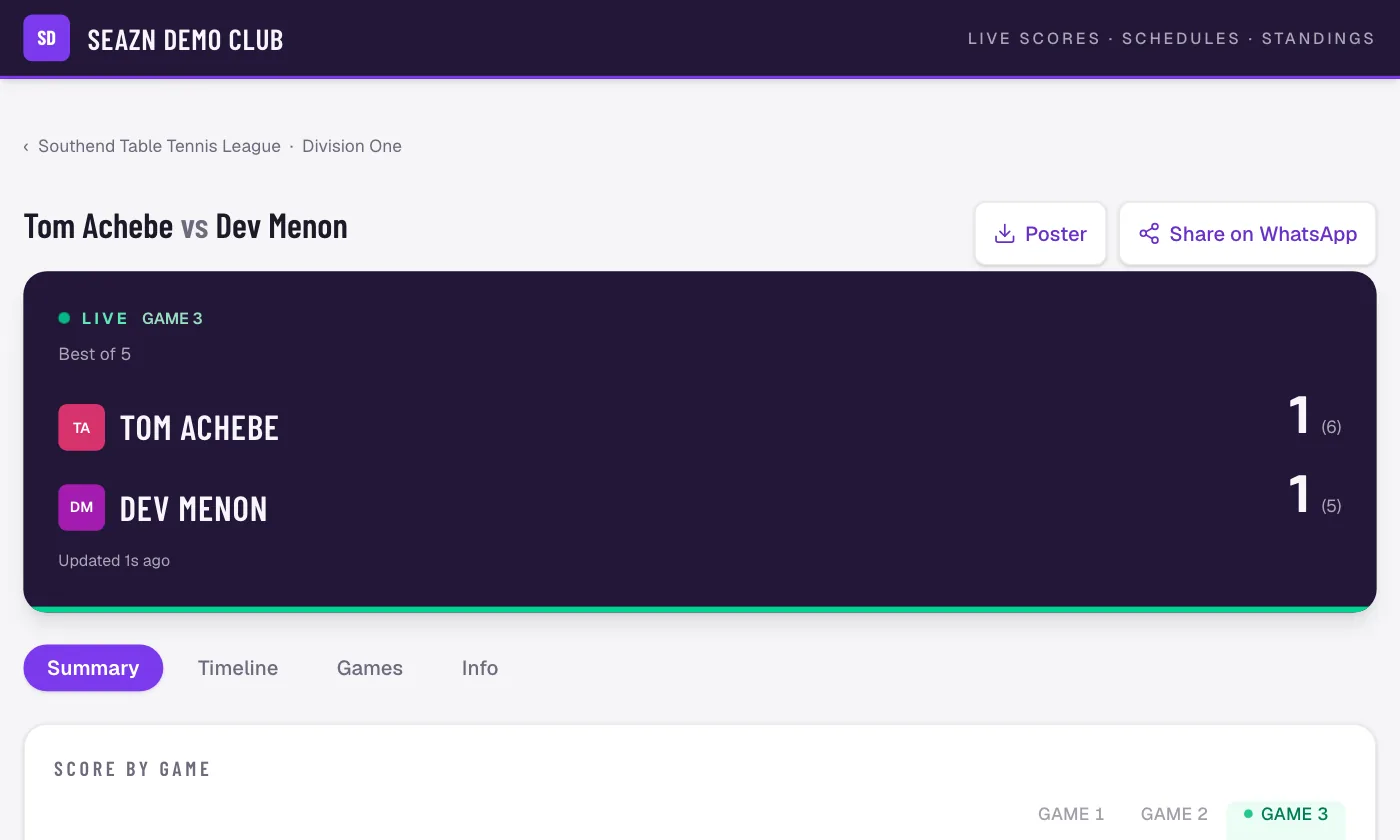 SD SEAZN DEMO CLUB LIVE SCORES · SCHEDULES · STANDINGS
‹ Southend Table Tennis League · Division One
Tom Achebe vs Dev Menon
Poster
Share on WhatsApp
LIVE GAME 3
Best of 5
TA TOM ACHEBE 1 (6)
DM DEV MENON 1 (5)
Updated 1s ago
Summary Timeline Games Info
SCORE BY GAME
GAME 1 GAME 2 GAME 3